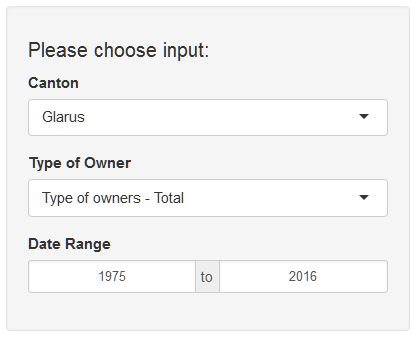 Please choose input:
Canton
Glarus
Type of Owner
Type of owners - Total
Date Range
1975 to 2016